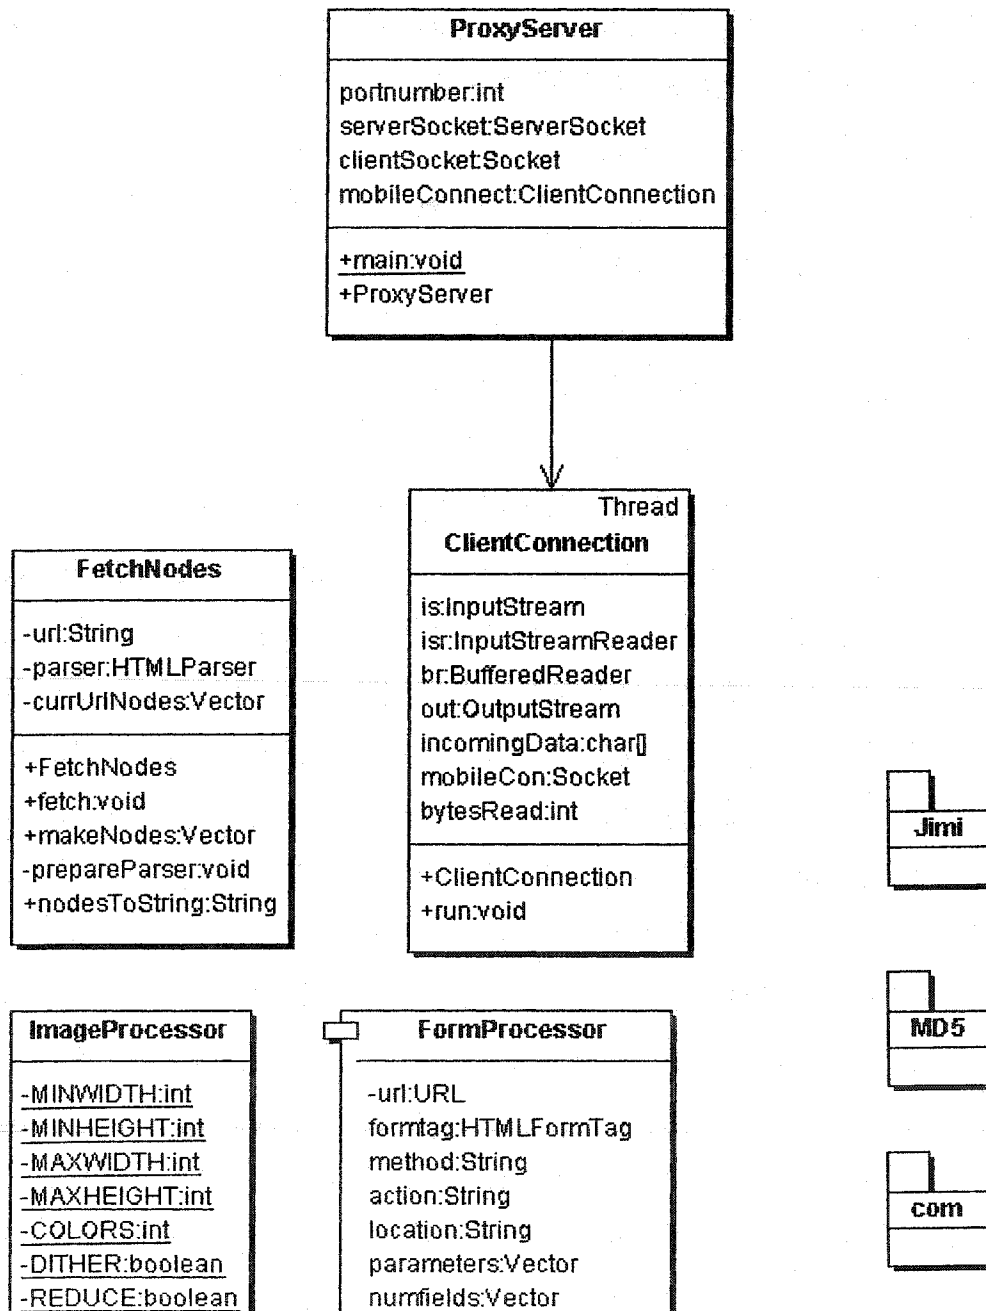 ProxyServer
portnumber:int
serverSocket:ServerSocket
clientSocket:Socket
mobileConnect:ClientConnection
+main:void
+ProxyServer
Thread
ClientConnection
is:InputStream
isr:InputStreamReader
br:BufferedReader
out:OutputStream
incomingData:char[]
mobileCon:Socket
bytesRead:int
+ClientConnection
+run:void
FetchNodes
-url:String
-parser:HTMLParser
-currUrlNodes:Vector
+FetchNodes
+fetch:void
+makeNodes:Vector
-prepareParser:void
+nodesToString:String
Jimi
MD5
com
ImageProcessor
-MINWIDTH:int
-MINHEIGHT:int
-MAXWIDTH:int
-MAXHEIGHT:int
-COLORS:int
-DITHER:boolean
-REDUCE:boolean
FormProcessor
-url:URL
formtag:HTMLFormTag
method:String
action:String
location:String
parameters:Vector
numfields:Vector